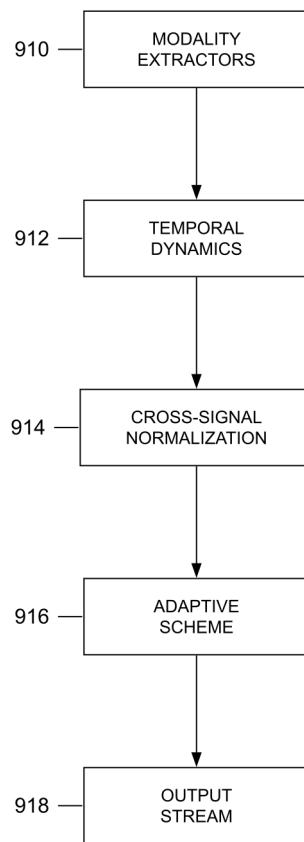 910
MODALITY
EXTRACTORS
912
TEMPORAL
DYNAMICS
914
CROSS-SIGNAL
NORMALIZATION
916
ADAPTIVE
SCHEME
918
OUTPUT
STREAM